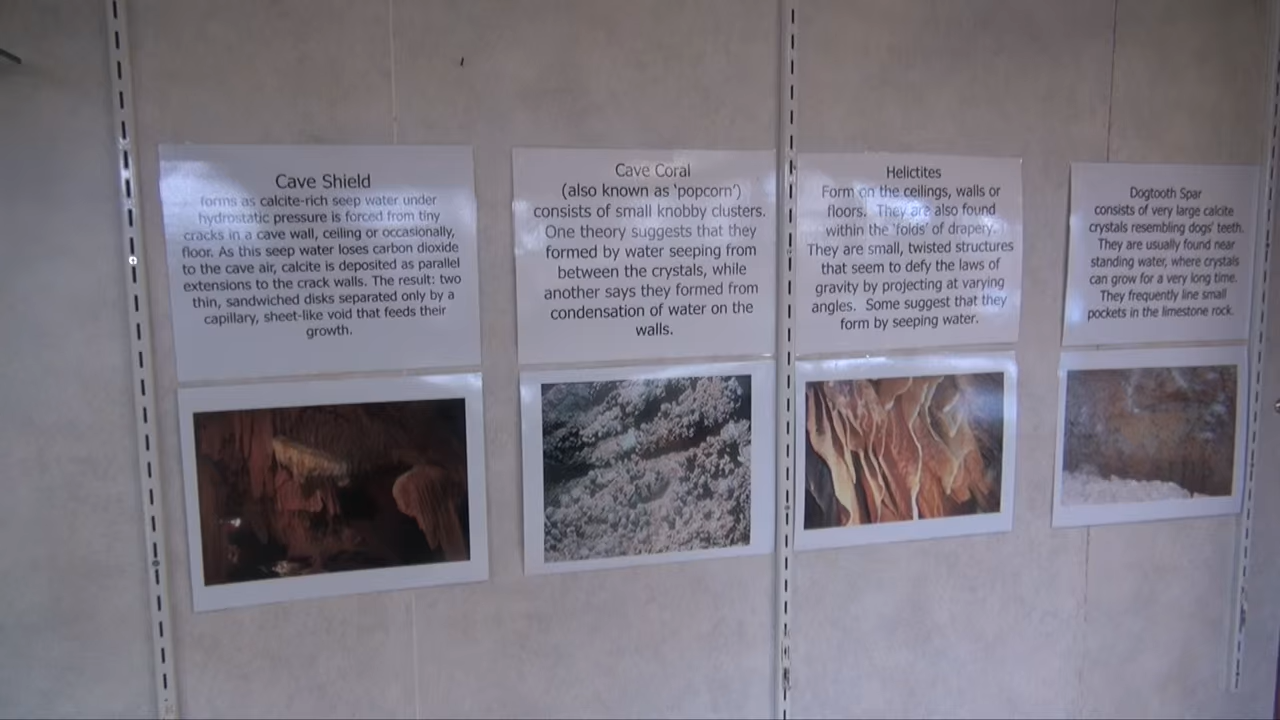 Cave Shield
forms as calcite-rich seep water under
hydrostatic pressure is forced from tiny
cracks in a cave wall, ceiling or occasionally,
floor. As this seep water loses carbon dioxide
to the cave air, calcite is deposited as parallel
extensions to the crack walls. The result: two
thin, sandwiched disks separated only by a
capillary, sheet-like void that feeds their
growth.
Cave Coral
(also known as 'popcorn')
consists of small knobby clusters.
One theory suggests that they
formed by water seeping from
between the crystals, while
another says they formed from
condensation of water on the
walls.
Helictites
Form on the ceilings, walls or
floors. They are also found
within the 'folds' of drapery.
They are small, twisted structures
that seem to defy the laws of
gravity by projecting at varying
angles. Some suggest that they
form by seeping water.
Dogtooth Spar
consists of very large calcite
crystals resembling dogs' teeth.
They are usually found near
standing water, where crystals
can grow for a very long time.
They frequently line small
pockets in the limestone rock.